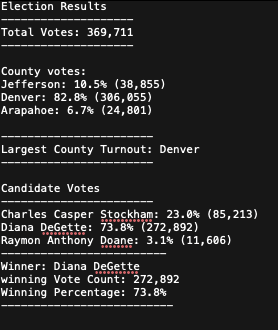 Election Results
--------------------
Total Votes: 369,711
--------------------

County votes:
Jefferson: 10.5% (38,855)
Denver: 82.8% (306,055)
Arapahoe: 6.7% (24,801)

-----------------------
Largest County Turnout: Denver
-----------------------

Candidate Votes
--------------------
Charles Casper Stockham: 23.0% (85,213)
Diana DeGette: 73.8% (272,892)
Raymon Anthony Doane: 3.1% (11,606)
-------------------------
Winner: Diana DeGette
winning Vote Count: 272,892
Winning Percentage: 73.8%
--------------------------